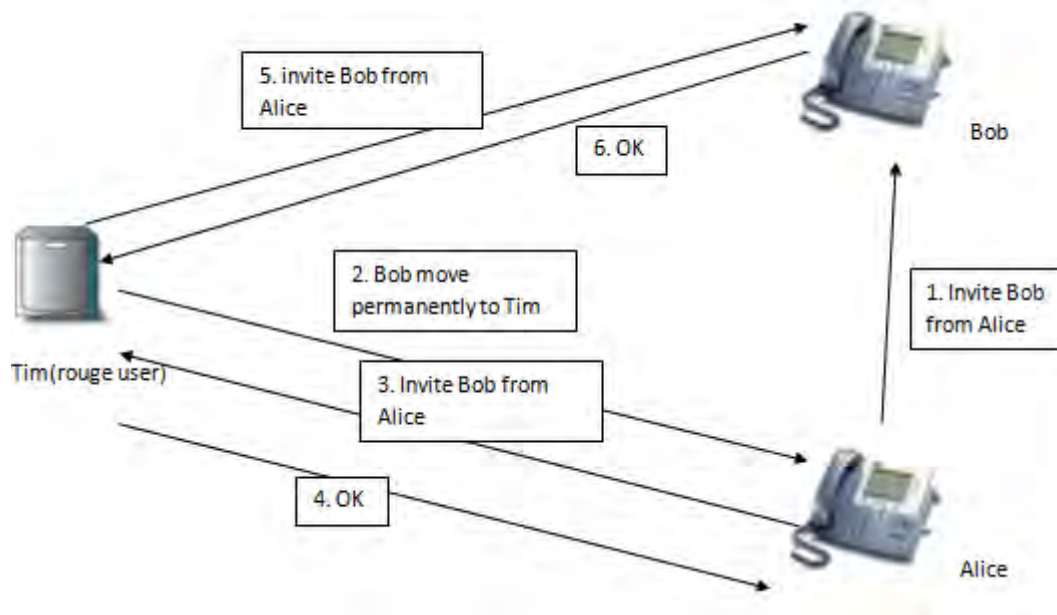 5. invite Bob from
Alice
Bob
6. OK
2. Bob move
permanently to Tim
1. Invite Bob
from Alice
Tim(rouge user)
3. Invite Bob from
Alice
4. OK
Alice